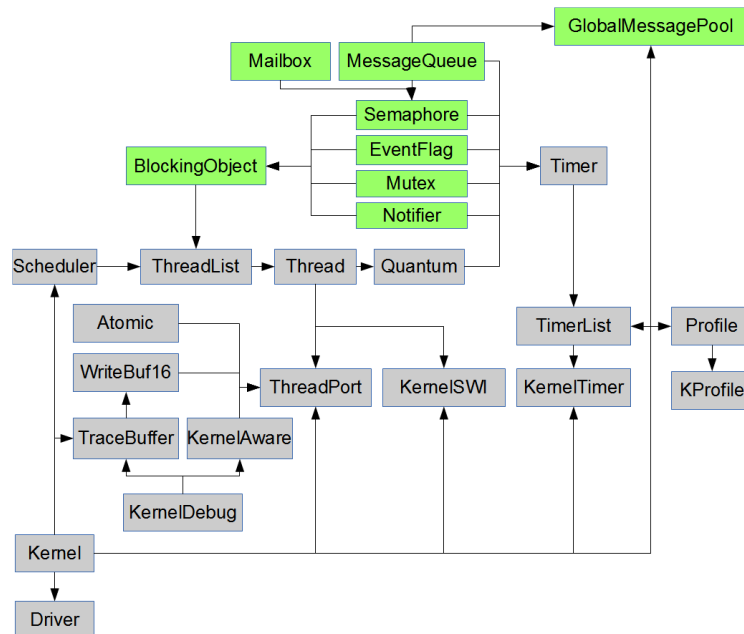 GlobalMessagePool
Mailbox
MessageQueue
Semaphore
EventFlag
BlockingObject
Timer
Mutex
Notifier
Scheduler
ThreadList
Thread
Quantum
Atomic
TimerList
Profile
WriteBuf16
ThreadPort
KernelSWI
KernelTimer
KProfile
TraceBuffer
KernelAware
KernelDebug
Kernel
Driver